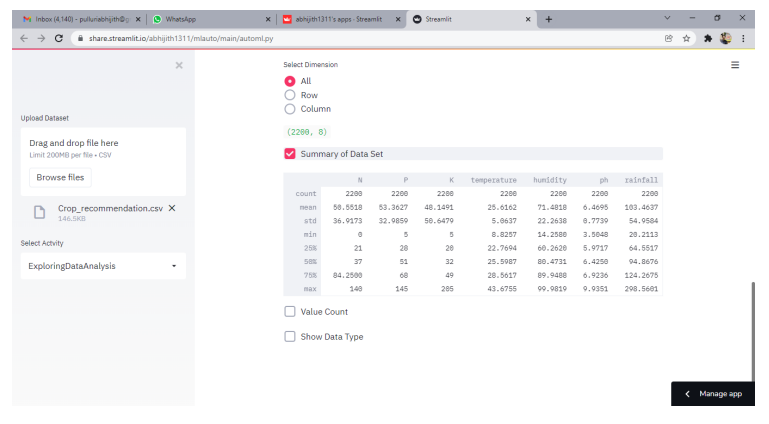 Inbox (4,140) - pulluriabhijith@g
WhatsApp
abhijith1311's apps · Streamlit
Streamlit
share.streamlit.io/abhijith1311/mlauto/main/automl.py
Upload Dataset
Drag and drop file here
Limit 200MB per file • CSV
Browse files
Crop_recommendation.csv
146.5KB
Select Actvity
ExploringDataAnalysis
Select Dimension
All
Row
Column
(2200, 8)
Summary of Data Set
N P K temperature humidity ph rainfall
count 2200 2200 2200 2200 2200 2200 2200
mean 50.5518 53.3627 48.1491 25.6162 71.4818 6.4695 103.4637
std 36.9173 32.9859 50.6479 5.0637 22.2638 0.7739 54.9584
min 0 5 5 8.8257 14.2580 3.5048 20.2113
25% 21 28 20 22.7694 60.2620 5.9717 64.5517
50% 37 51 32 25.5987 80.4731 6.4250 94.8676
75% 84.2500 68 49 28.5617 89.9488 6.9236 124.2675
max 140 145 205 43.6755 99.9819 9.9351 298.5601
Value Count
Show Data Type
Manage app